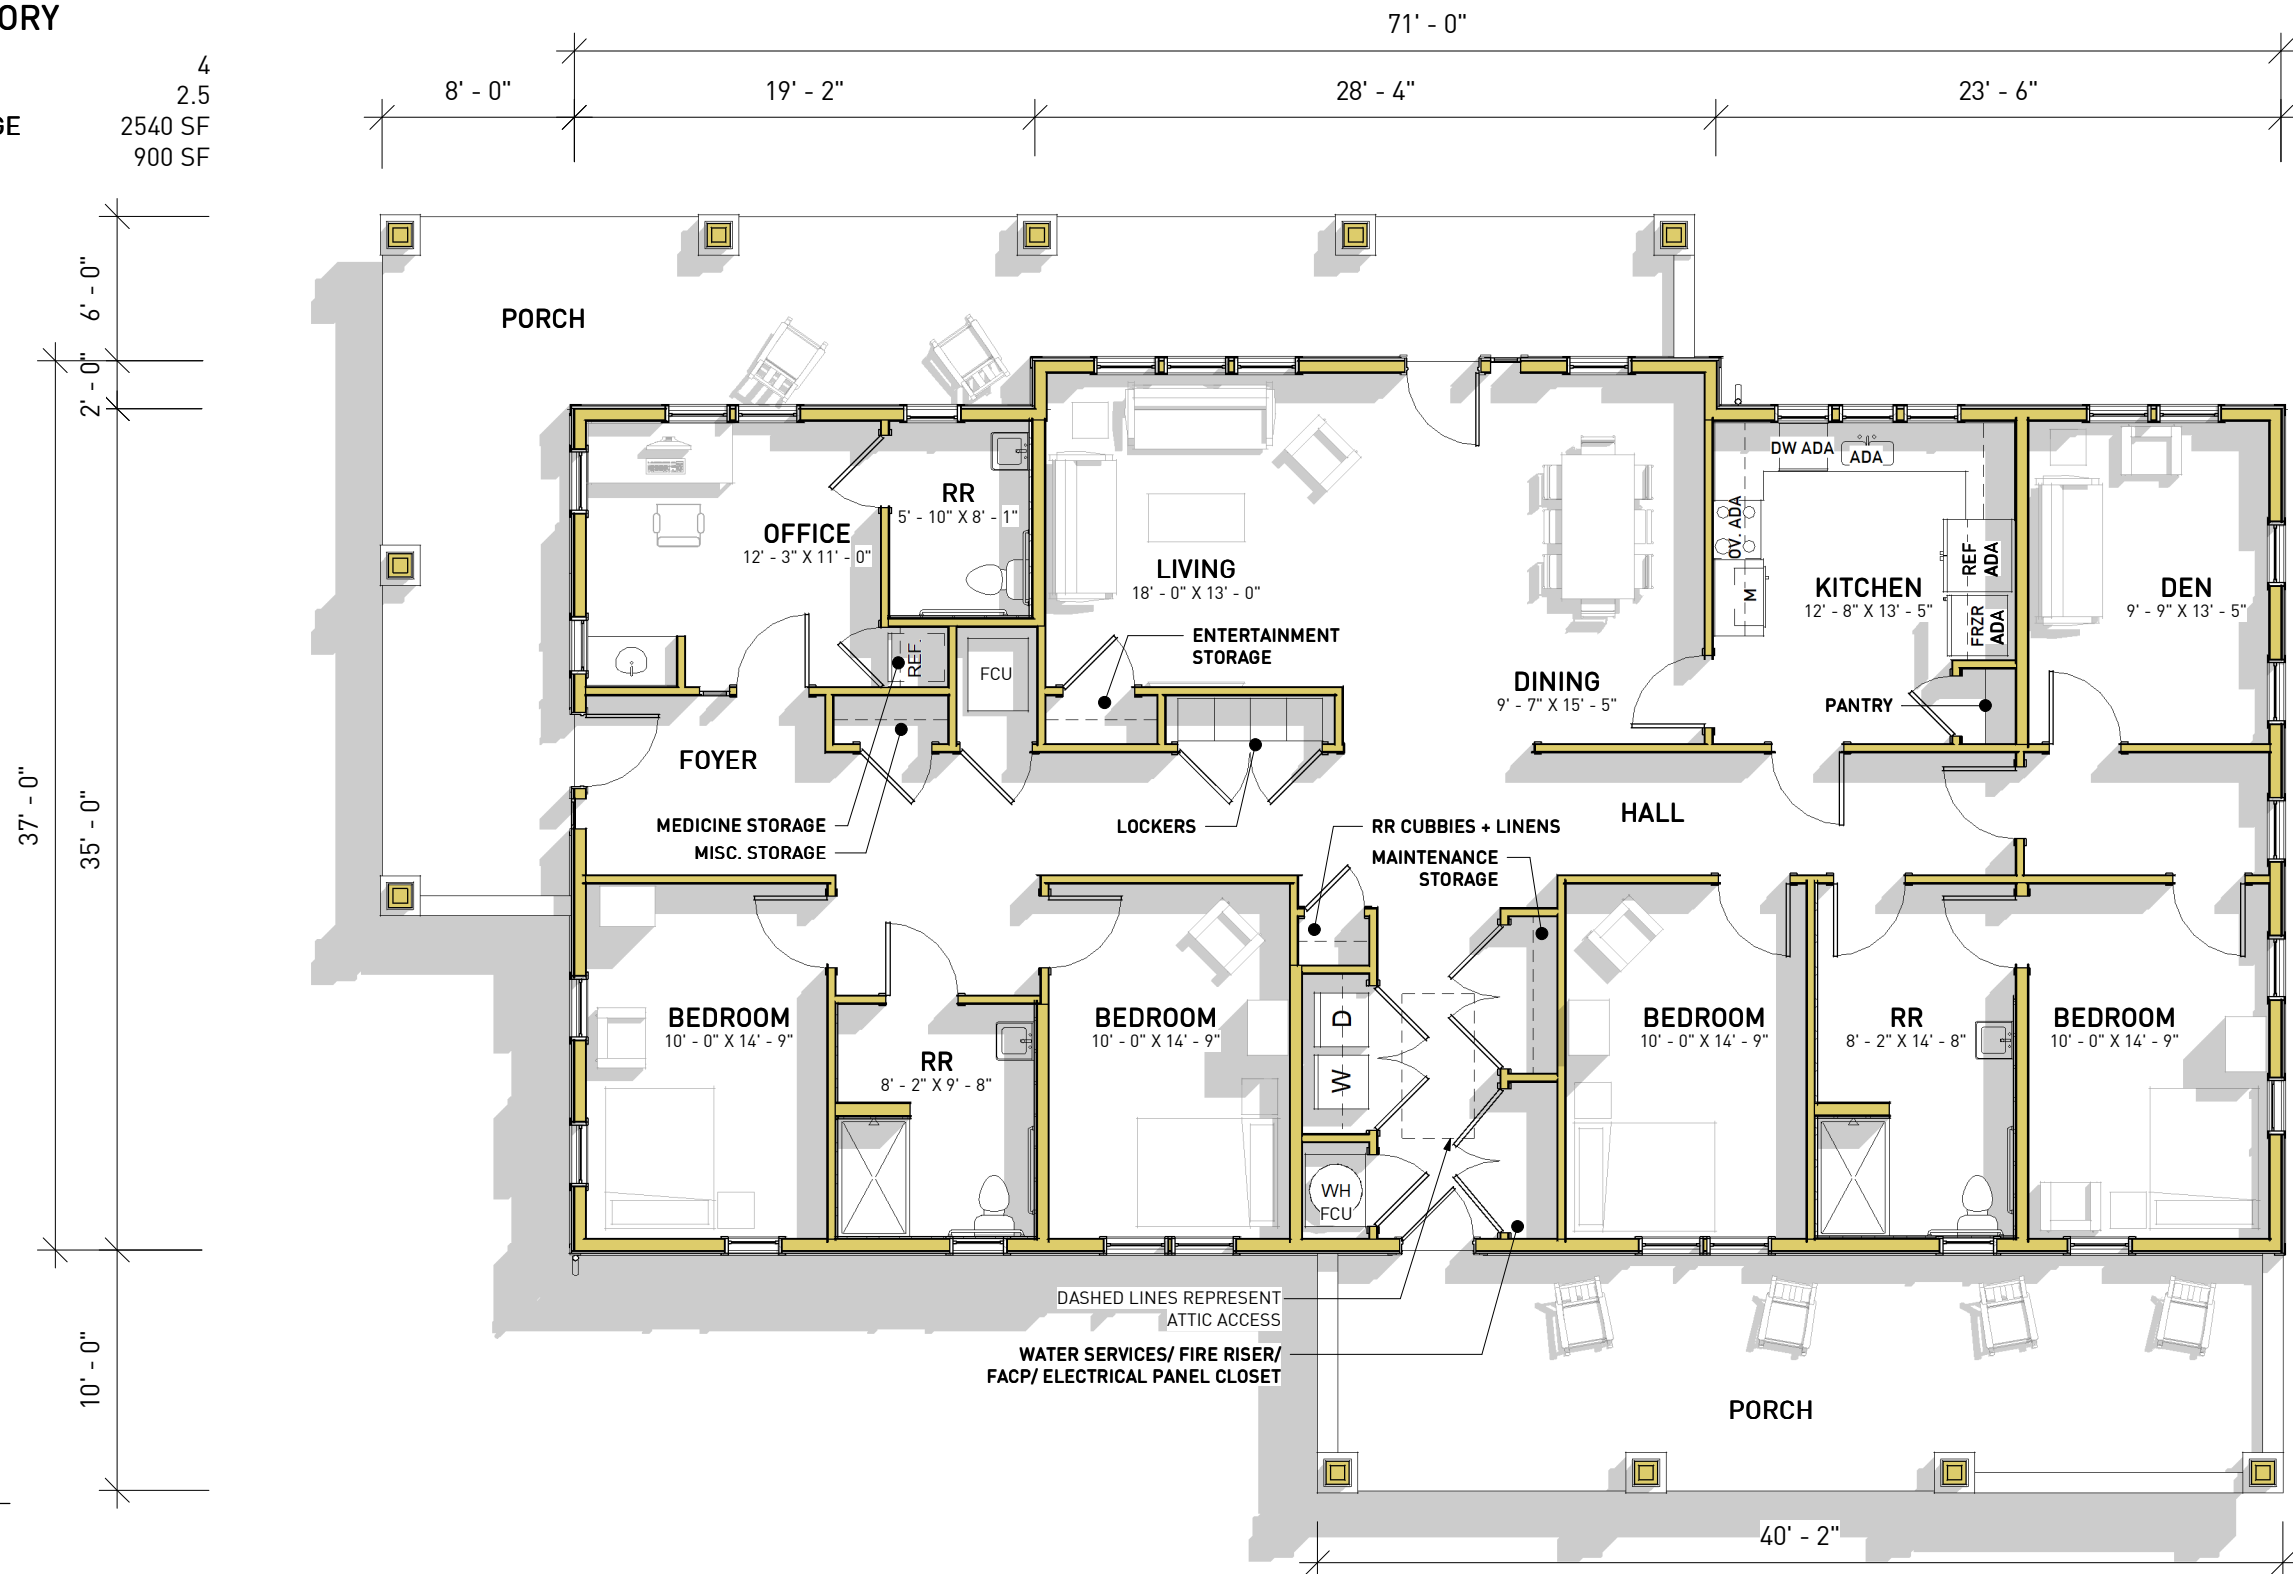 ORY
4
2.5
GE 2540 SF
900 SF
71' - 0"
8' - 0" 19' - 2" 28' - 4" 23' - 6"
6' - 0"
2' - 0"
37' - 0"
35' - 0"
10' - 0"
PORCH
OFFICE
12' - 3" X 11' - 0"
RR
5' - 10" X 8' - 1"
LIVING
18' - 0" X 13' - 0"
DW ADA
ADA
OV. ADA
M
REF
ADA
FRZR
ADA
KITCHEN
12' - 8" X 13' - 5"
DEN
9' - 9" X 13' - 5"
REF
FCU
ENTERTAINMENT
STORAGE
DINING
9' - 7" X 15' - 5"
PANTRY
FOYER
MEDICINE STORAGE
MISC. STORAGE
LOCKERS
RR CUBBIES + LINENS
MAINTENANCE
STORAGE
HALL
BEDROOM
10' - 0" X 14' - 9"
RR
8' - 2" X 9' - 8"
BEDROOM
10' - 0" X 14' - 9"
D
W
WH
FCU
BEDROOM
10' - 0" X 14' - 9"
RR
8' - 2" X 14' - 8"
BEDROOM
10' - 0" X 14' - 9"
DASHED LINES REPRESENT
ATTIC ACCESS
WATER SERVICES/ FIRE RISER/
FACP/ ELECTRICAL PANEL CLOSET
PORCH
40' - 2"